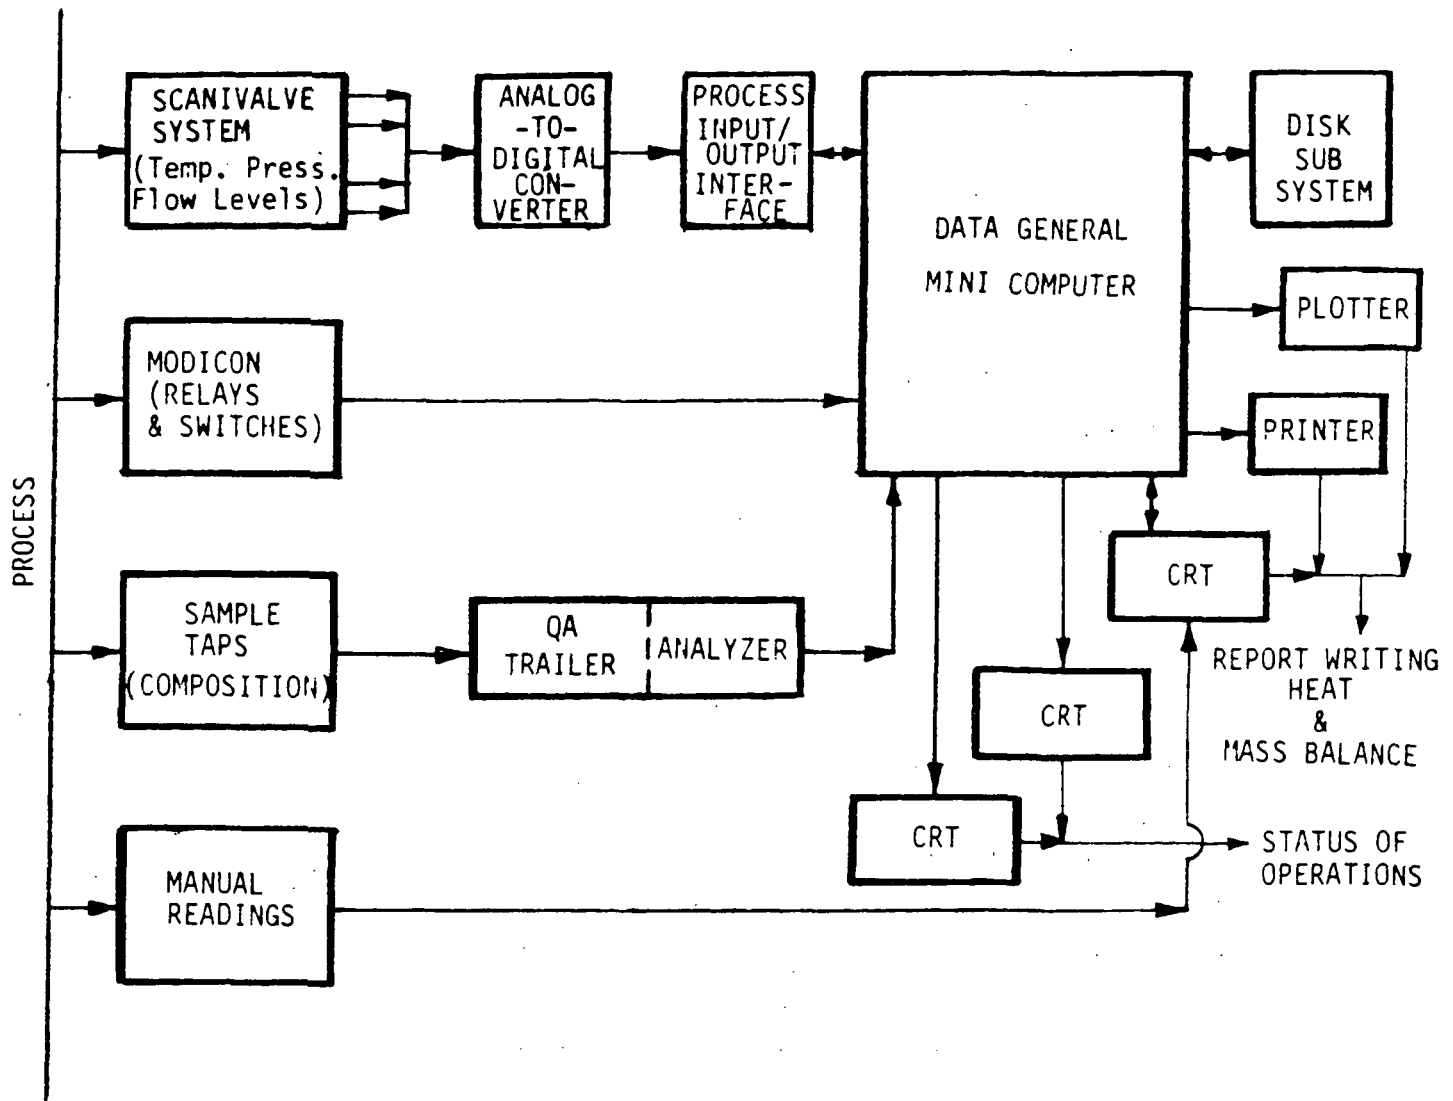 SCANIVALVE
SYSTEM
(Temp. Press.
Flow Levels)
ANALOG
-TO-
DIGITAL
CON-
VERTER
PROCESS
INPUT/
OUTPUT
INTER-
FACE
DATA GENERAL
MINI COMPUTER
DISK
SUB
SYSTEM
PLOTTER
PRINTER
MODICON
(RELAYS
& SWITCHES)
PROCESS
SAMPLE
TAPS
(COMPOSITION)
QA
TRAILER
ANALYZER
CRT
CRT
CRT
REPORT WRITING
HEAT
&
MASS BALANCE
STATUS OF
OPERATIONS
MANUAL
READINGS